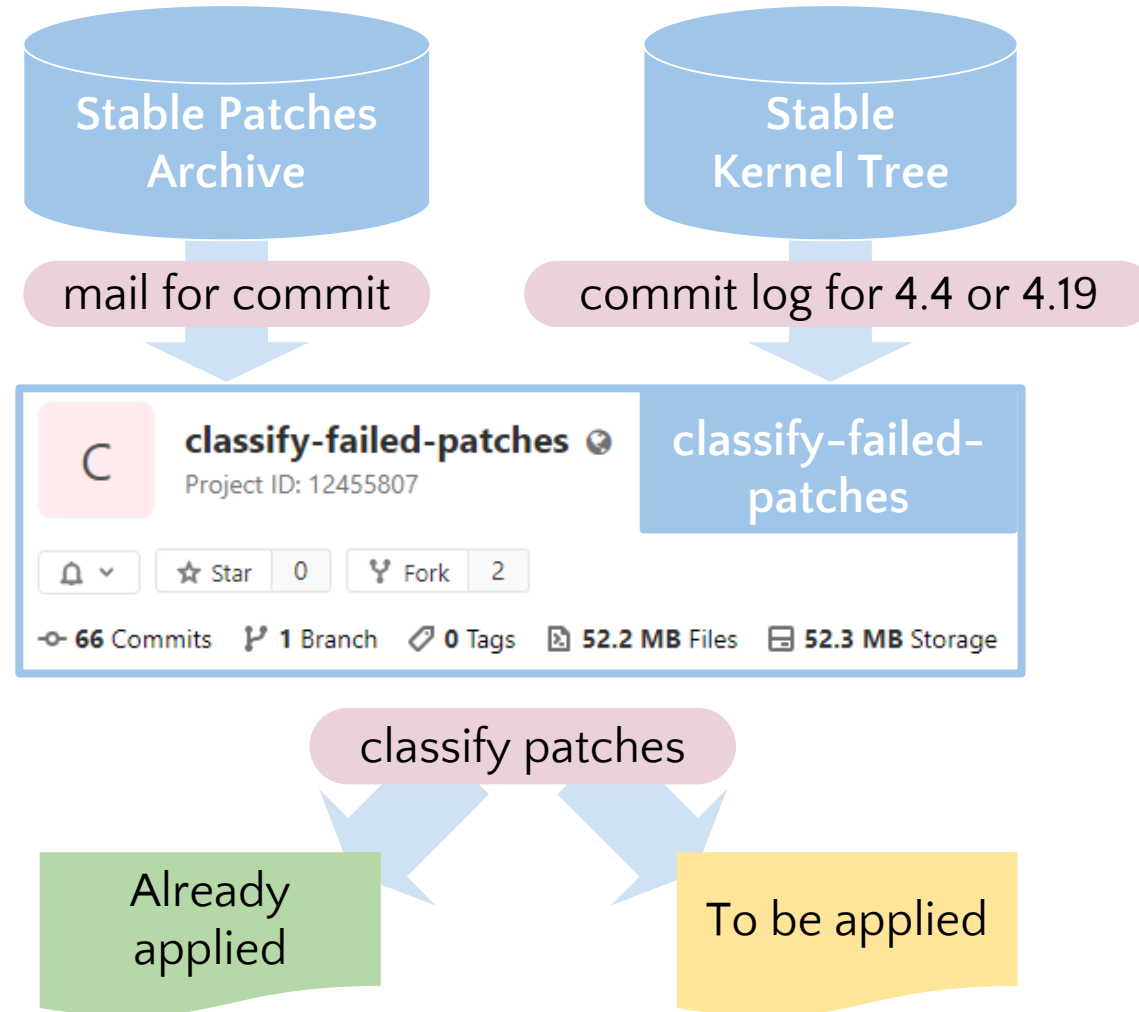 Stable Patches
Archive
Stable
Kernel Tree
mail for commit
commit log for 4.4 or 4.19
C
classify-failed-patches
Project ID: 12455807
classify-failed-
patches
Star 0
Fork 2
66 Commits 1 Branch 0 Tags 52.2 MB Files 52.3 MB Storage
classify patches
Already
applied
To be applied